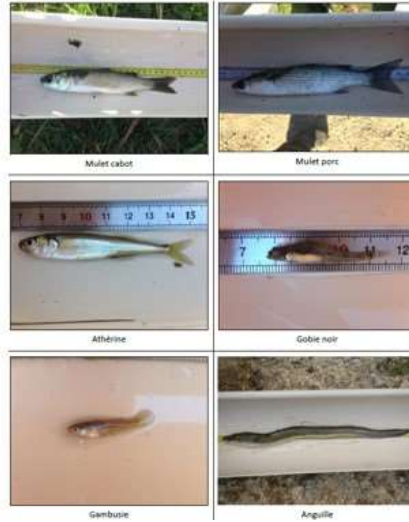 Mulet cabot
Mulet porc
7 8 9 10 11 12 13 14 15
Athérine
7 10 11 12
Gobie noir
Gambusie
Anguille